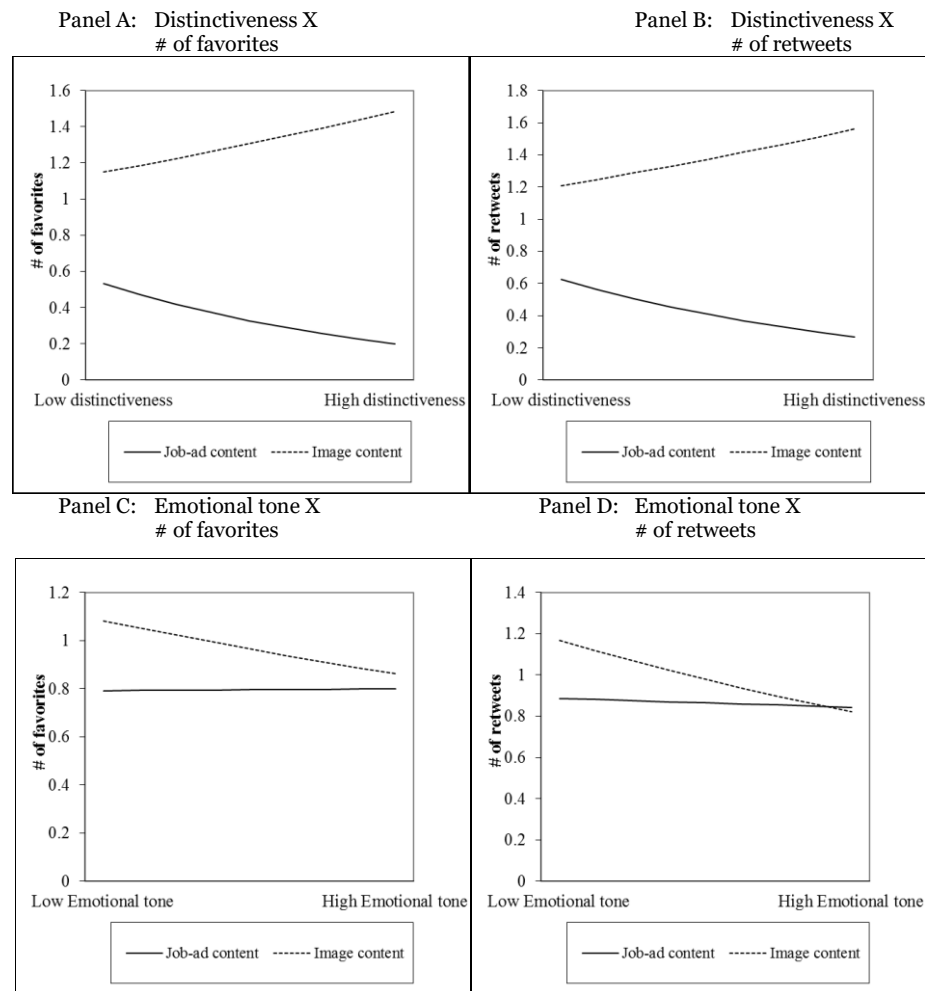 Panel A: Distinctiveness X
# of favorites
Panel B: Distinctiveness X
# of retweets
# of favorites
1.6
1.4
1.2
1
0.8
0.6
0.4
0.2
0
Low distinctiveness High distinctiveness
Job-ad content Image content
# of retweets
1.8
1.6
1.4
1.2
1
0.8
0.6
0.4
0.2
0
Low distinctiveness High distinctiveness
Job-ad content Image content
Panel C: Emotional tone X
# of favorites
Panel D: Emotional tone X
# of retweets
# of favorites
1.2
1
0.8
0.6
0.4
0.2
0
Low Emotional tone High Emotional tone
Job-ad content Image content
# of retweets
1.4
1.2
1
0.8
0.6
0.4
0.2
0
Low Emotional tone High Emotional tone
Job-ad content Image content